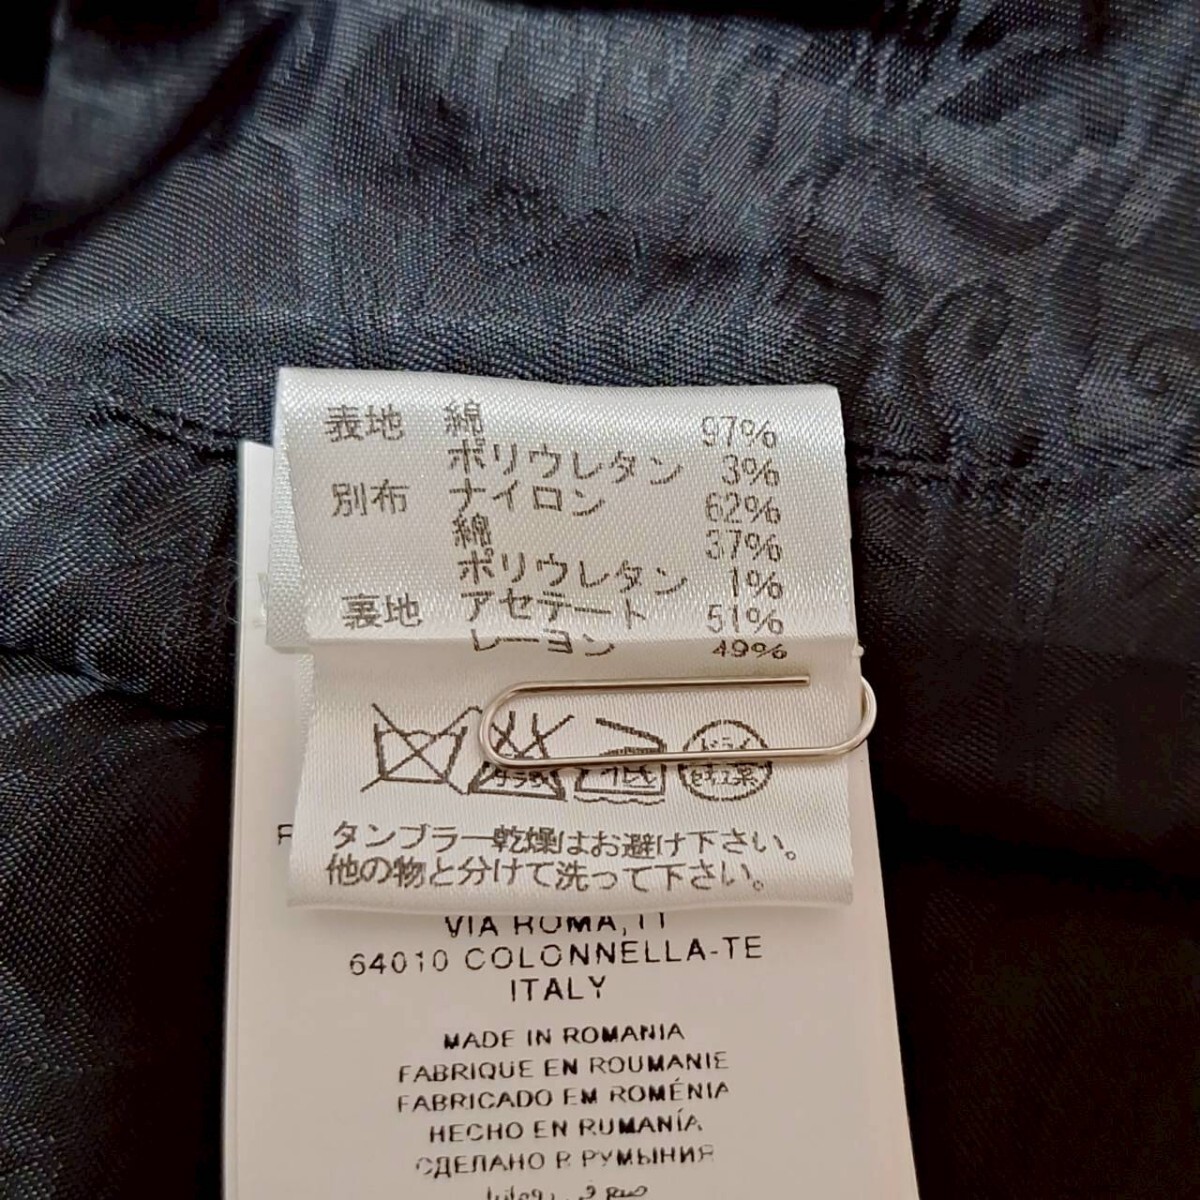 表地 綿 97%
ポリウレタン 3%
別布 ナイロン 62%
綿 37%
ポリウレタン 1%
裏地 アセテート 51%
レーヨン 49%
ドライ
タンブラー乾燥はお避け下さい。
他の物と分けて洗って下さい。
VIA ROMA, 11
64010 COLONNELLA-TE
ITALY
MADE IN ROMANIA
FABRIQUE EN ROUMANIE
FABRICADO EM ROMÉNIA
HECHO EN RUMANÍA
СДЕЛАНО В РУМЫНИЯ